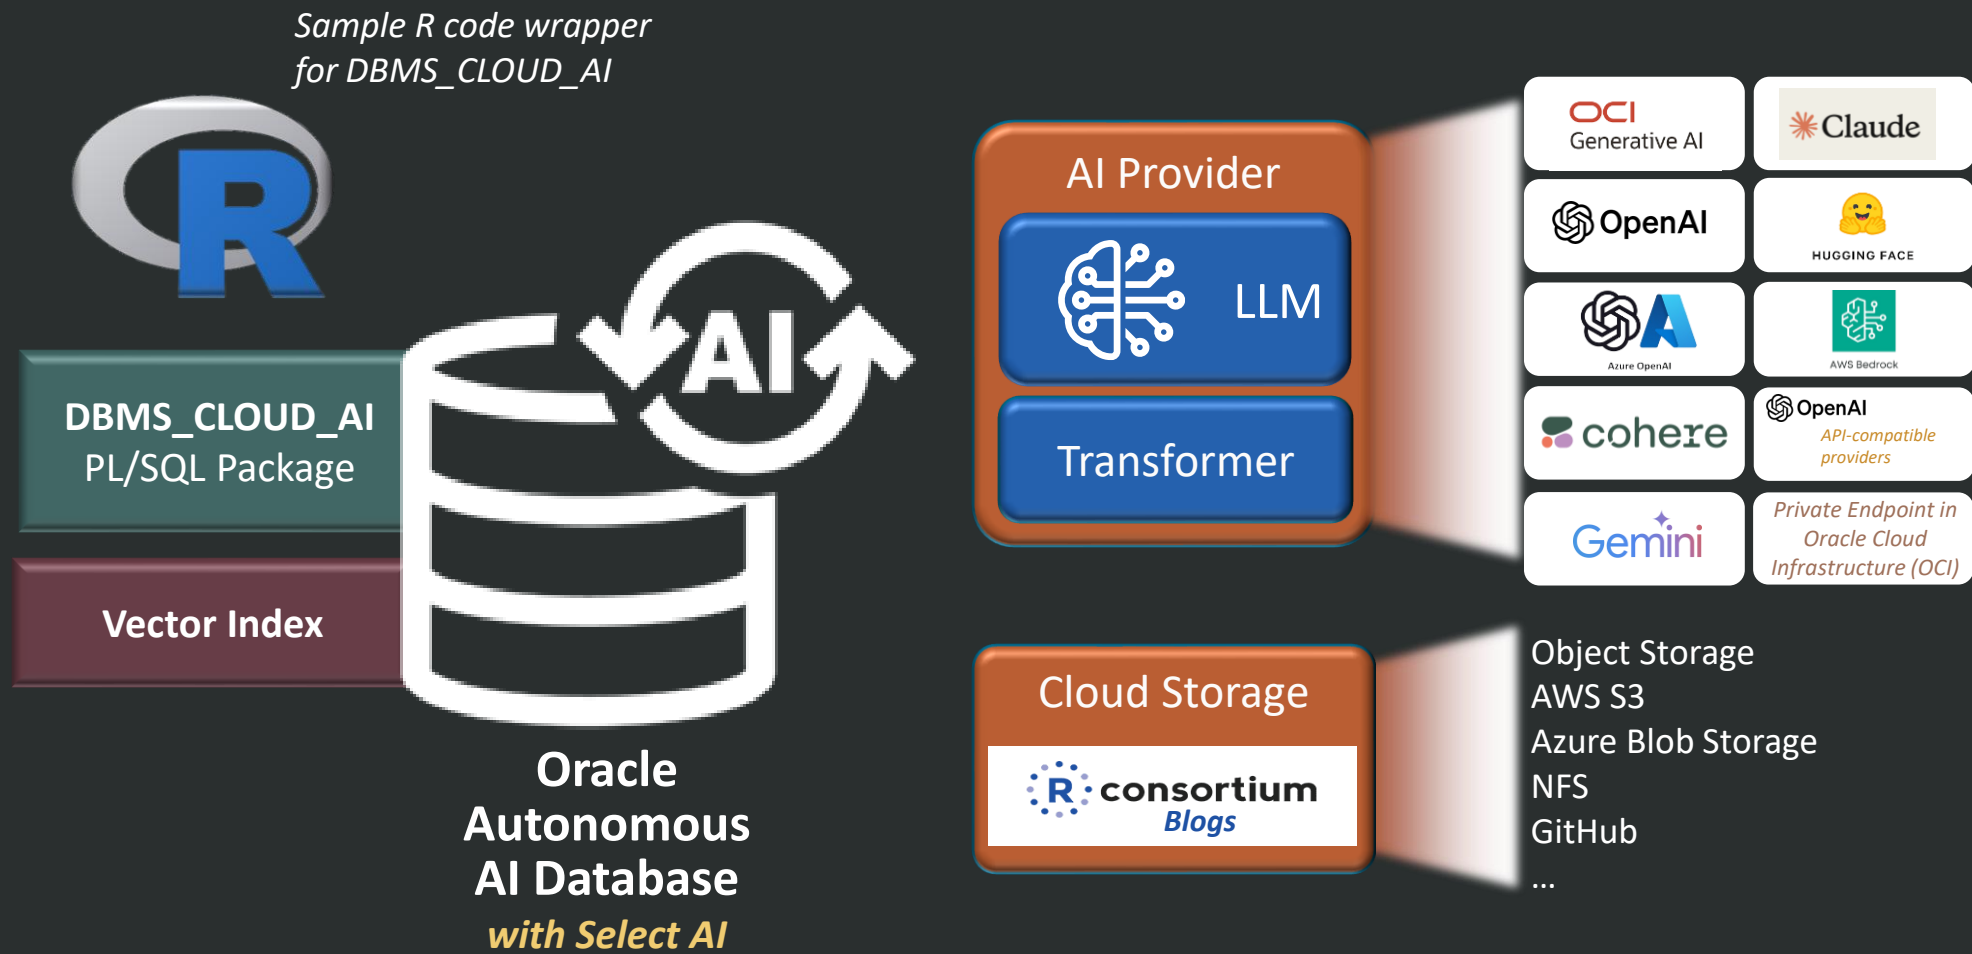 Sample R code wrapper
for DBMS_CLOUD_AI
R
DBMS_CLOUD_AI
PL/SQL Package
Vector Index
AI
Oracle
Autonomous
AI Database
with Select AI
AI Provider
LLM
Transformer
OCI
Generative AI
Claude
OpenAI
HUGGING FACE
Azure OpenAI
AWS Bedrock
cohere
OpenAI
API-compatible
providers
Gemini
Private Endpoint in
Oracle Cloud
Infrastructure (OCI)
Cloud Storage
R consortium
Blogs
Object Storage
AWS S3
Azure Blob Storage
NFS
GitHub
...